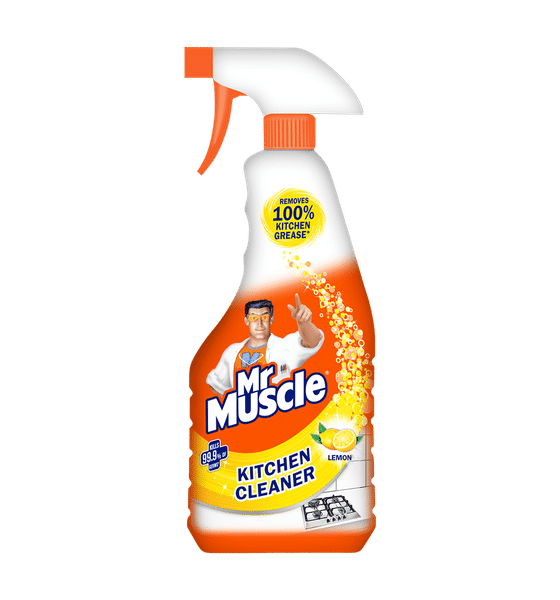 REMOVES
100%
KITCHEN
GREASE*
Mr
Muscle®
LEMON
KILLS
99.9% OF
GERMS*
KITCHEN
CLEANER